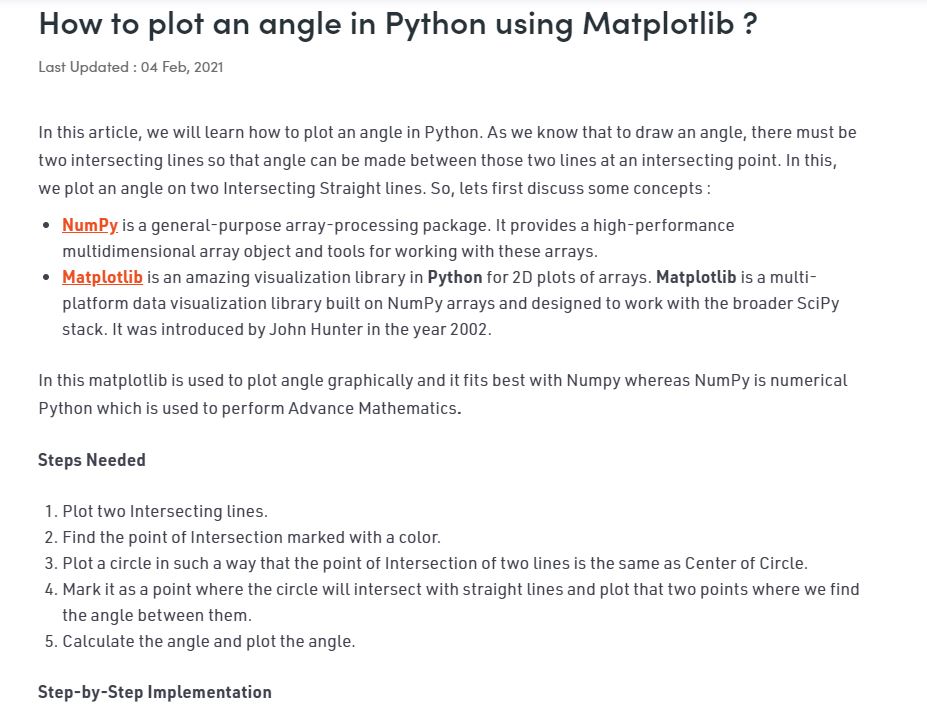 How to plot an angle in Python using Matplotlib ?
Last Updated : 04 Feb, 2021
In this article, we will learn how to plot an angle in Python. As we know that to draw an angle, there must be
two intersecting lines so that angle can be made between those two lines at an intersecting point. In this,
we plot an angle on two Intersecting Straight lines. So, lets first discuss some concepts :
• NumPy is a general-purpose array-processing package. It provides a high-performance
multidimensional array object and tools for working with these arrays.
• Matplotlib is an amazing visualization library in Python for 2D plots of arrays. Matplotlib is a multi-
platform data visualization library built on NumPy arrays and designed to work with the broader SciPy
stack. It was introduced by John Hunter in the year 2002.
In this matplotlib is used to plot angle graphically and it fits best with Numpy whereas NumPy is numerical
Python which is used to perform Advance Mathematics.
Steps Needed
1. Plot two Intersecting lines.
2. Find the point of Intersection marked with a color.
3. Plot a circle in such a way that the point of Intersection of two lines is the same as Center of Circle.
4. Mark it as a point where the circle will intersect with straight lines and plot that two points where we find
the angle between them.
5. Calculate the angle and plot the angle.
Step-by-Step Implementation